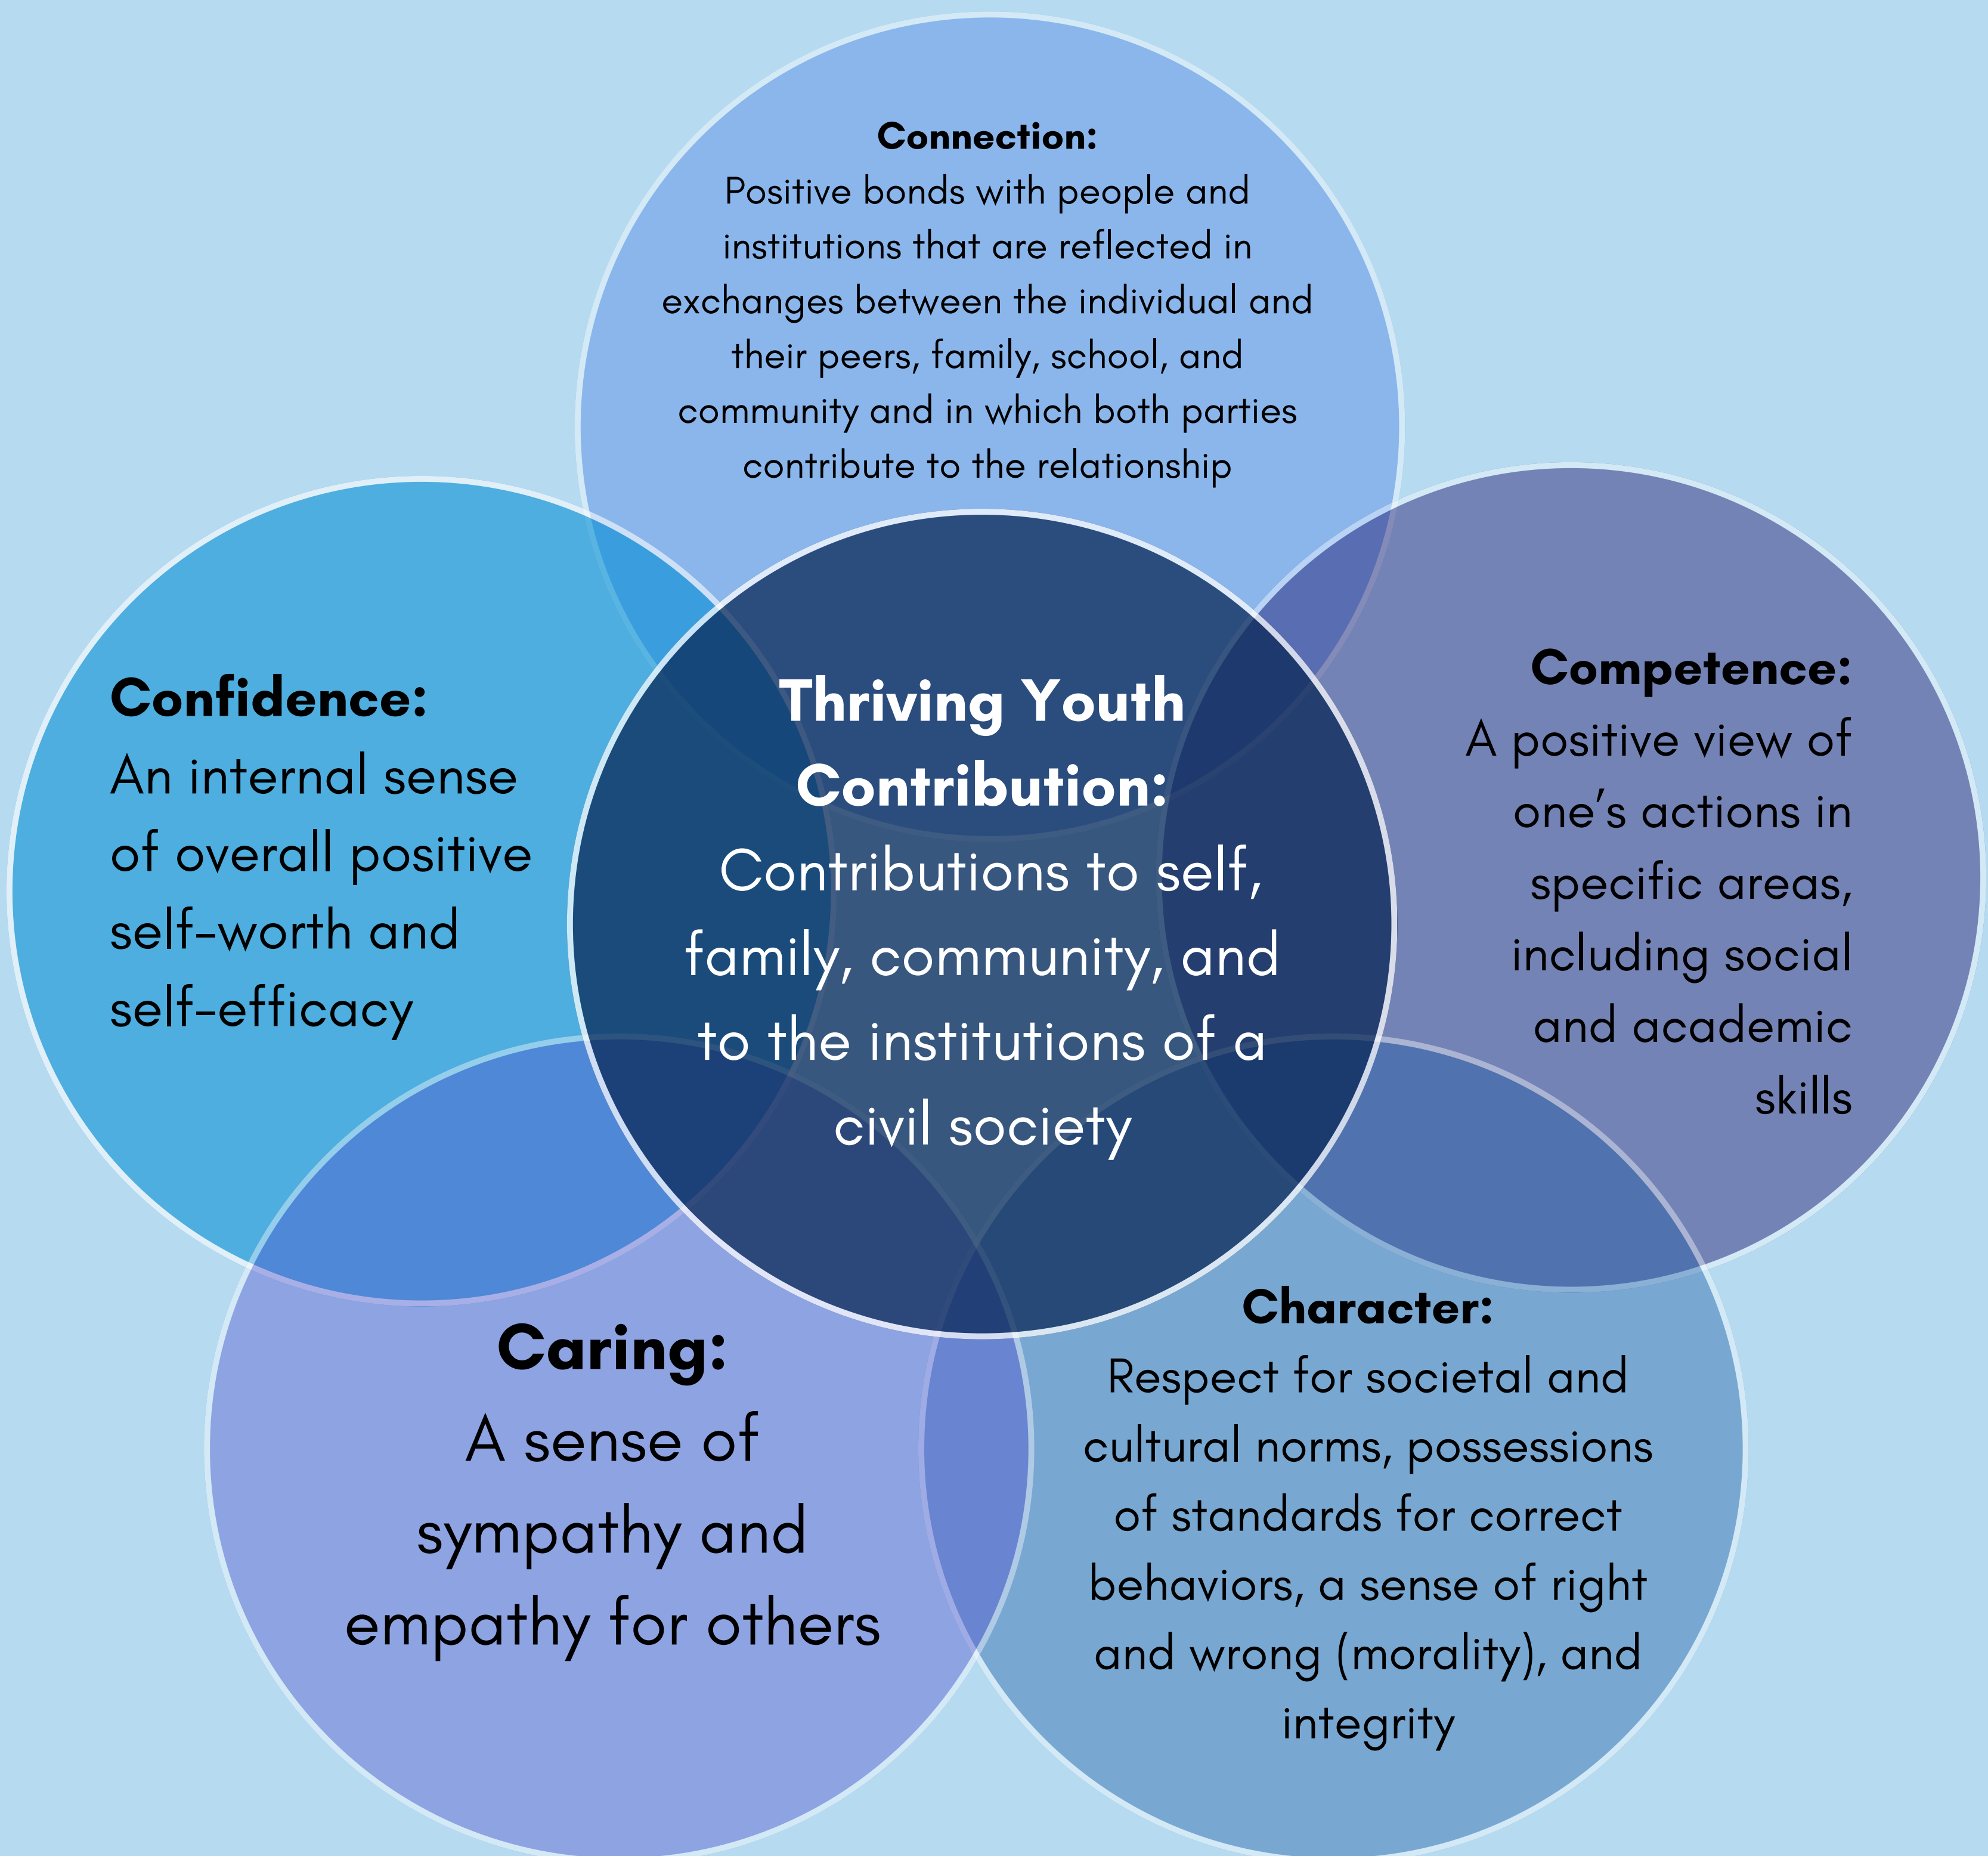 Connection:
Positive bonds with people and
institutions that are reflected in
exchanges between the individual and
their peers, family, school, and
community and in which both parties
contribute to the relationship
Confidence:
An internal sense
of overall positive
self-worth and
self-efficacy
Thriving Youth
Contribution:
Contributions to self,
family, community, and
to the institutions of a
civil society
Competence:
A positive view of
one’s actions in
specific areas,
including social
and academic
skills
Caring:
A sense of
sympathy and
empathy for others
Character:
Respect for societal and
cultural norms, possessions
of standards for correct
behaviors, a sense of right
and wrong (morality), and
integrity